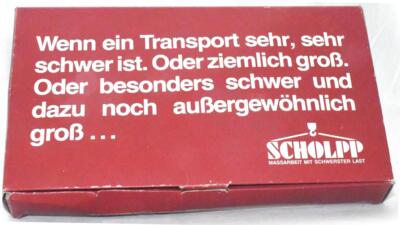 Wenn ein Transport sehr, sehr
schwer ist. Oder ziemlich groß.
Oder besonders schwer und
dazu noch außergewöhnlich
groß...
SCHOLPP
MASSARBEIT MIT SCHWERSTER LAST